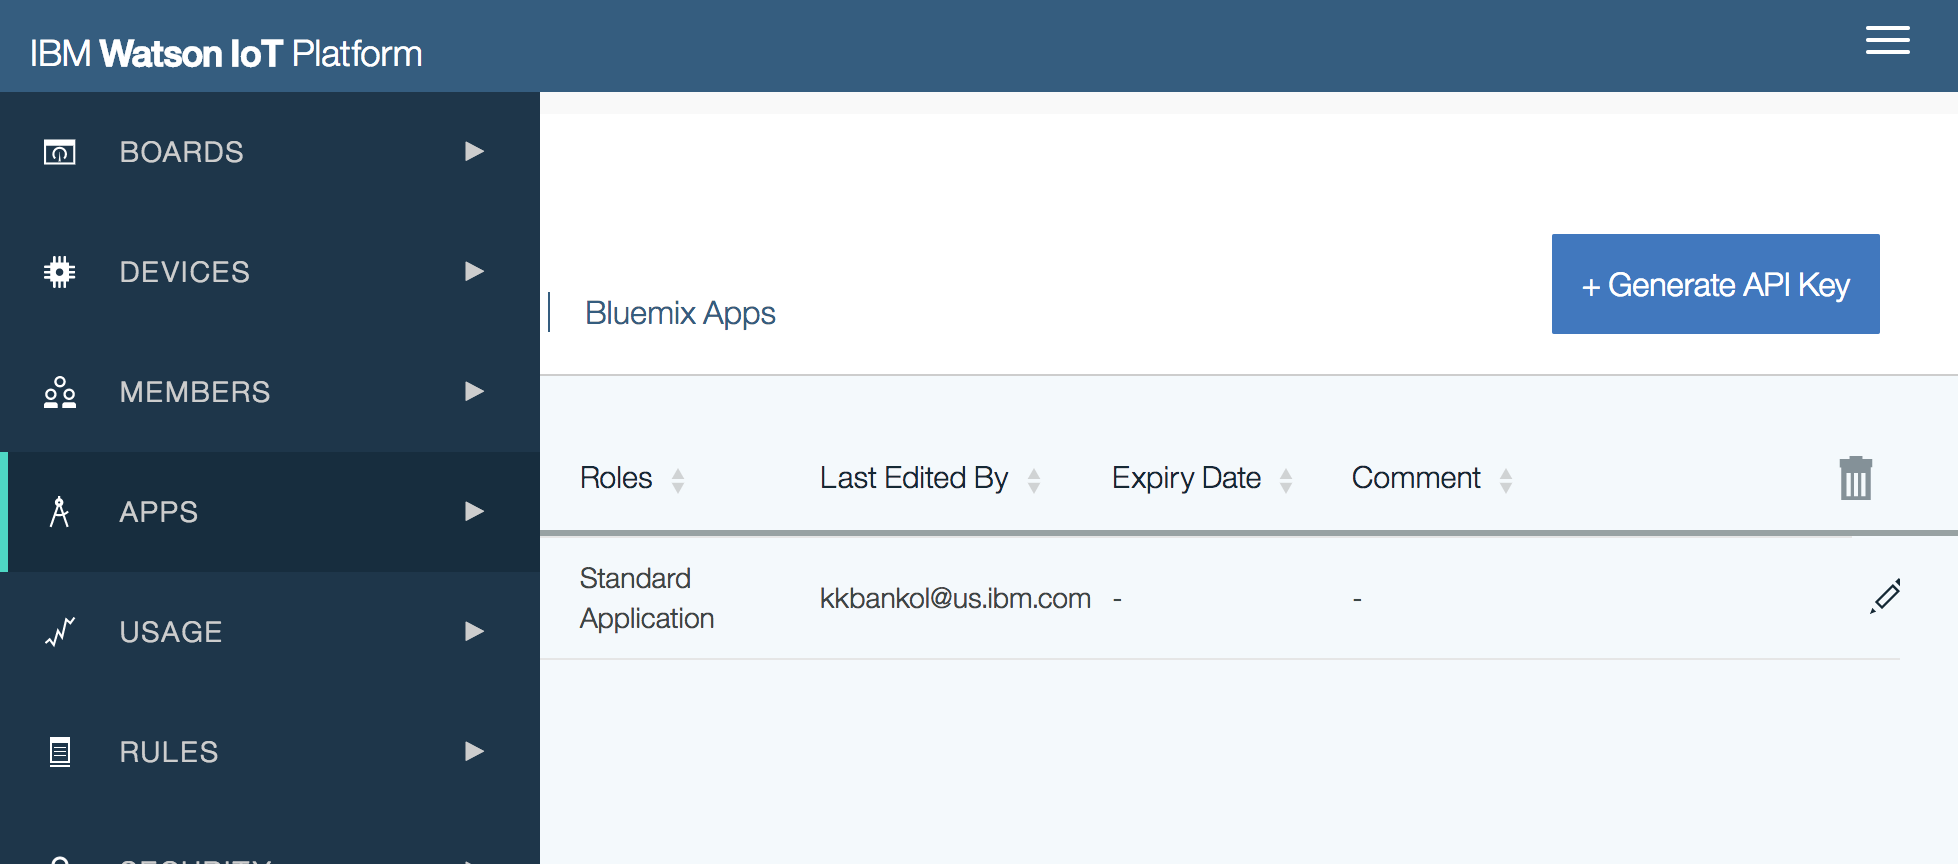 IBM Watson IoT Platform
BOARDS
DEVICES
MEMBERS
APPS
USAGE
RULES
SECURITY
Bluemix Apps
+ Generate API Key
Roles Last Edited By Expiry Date Comment
Standard
Application
kkbankol@us.ibm.com - -